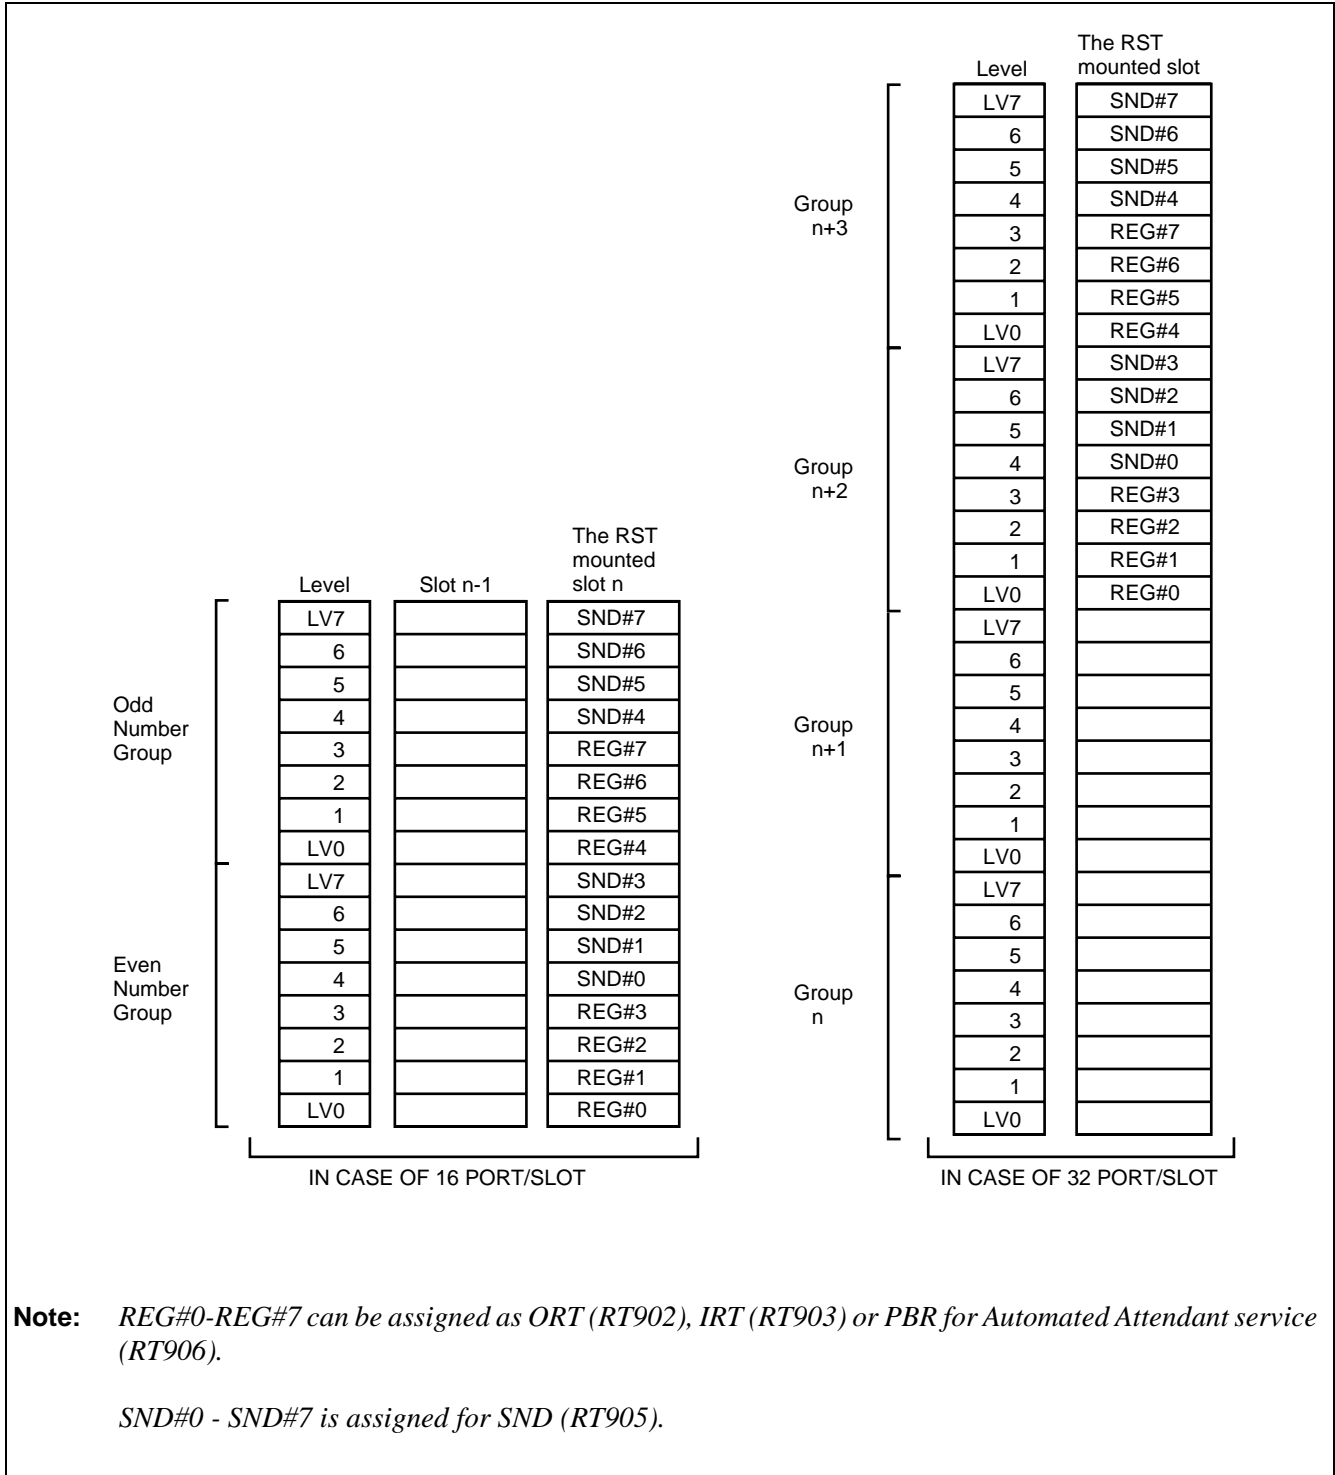 The RST
mounted slot
Level
LV7 SND#7
6 SND#6
5 SND#5
4 SND#4
3 REG#7
2 REG#6
1 REG#5
LV0 REG#4
Group
n+3
LV7 SND#3
6 SND#2
5 SND#1
4 SND#0
3 REG#3
2 REG#2
1 REG#1
LV0 REG#0
Group
n+2
LV7
6
5
4
3
2
1
LV0
Group
n+1
LV7
6
5
4
3
2
1
LV0
Group
n
IN CASE OF 32 PORT/SLOT
Level
Slot n-1
The RST
mounted
slot n
LV7 SND#7
6 SND#6
5 SND#5
4 SND#4
3 REG#7
2 REG#6
1 REG#5
LV0 REG#4
Odd
Number
Group
LV7 SND#3
6 SND#2
5 SND#1
4 SND#0
3 REG#3
2 REG#2
1 REG#1
LV0 REG#0
Even
Number
Group
IN CASE OF 16 PORT/SLOT
Note: REG#0-REG#7 can be assigned as ORT (RT902), IRT (RT903) or PBR for Automated Attendant service
(RT906).
SND#0 - SND#7 is assigned for SND (RT905).